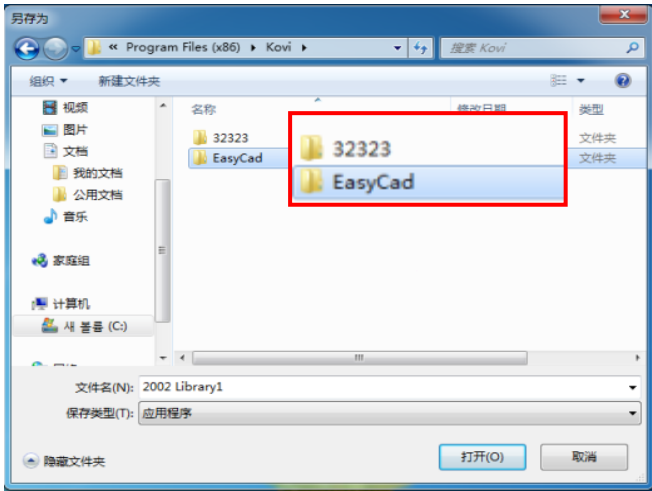 另存为
« Program Files (x86) ▸ Kovi ▸
搜索 Kovi
组织 ▾ 新建文件夹
视频
图片
文档
我的文档
公用文档
音乐
家庭组
计算机
새 볼륨 (C:)
名称 修改日期 类型
32323 文件夹
EasyCad 文件夹
32323
EasyCad
文件名(N): 2002 Library1
保存类型(T): 应用程序
隐藏文件夹 打开(O) 取消